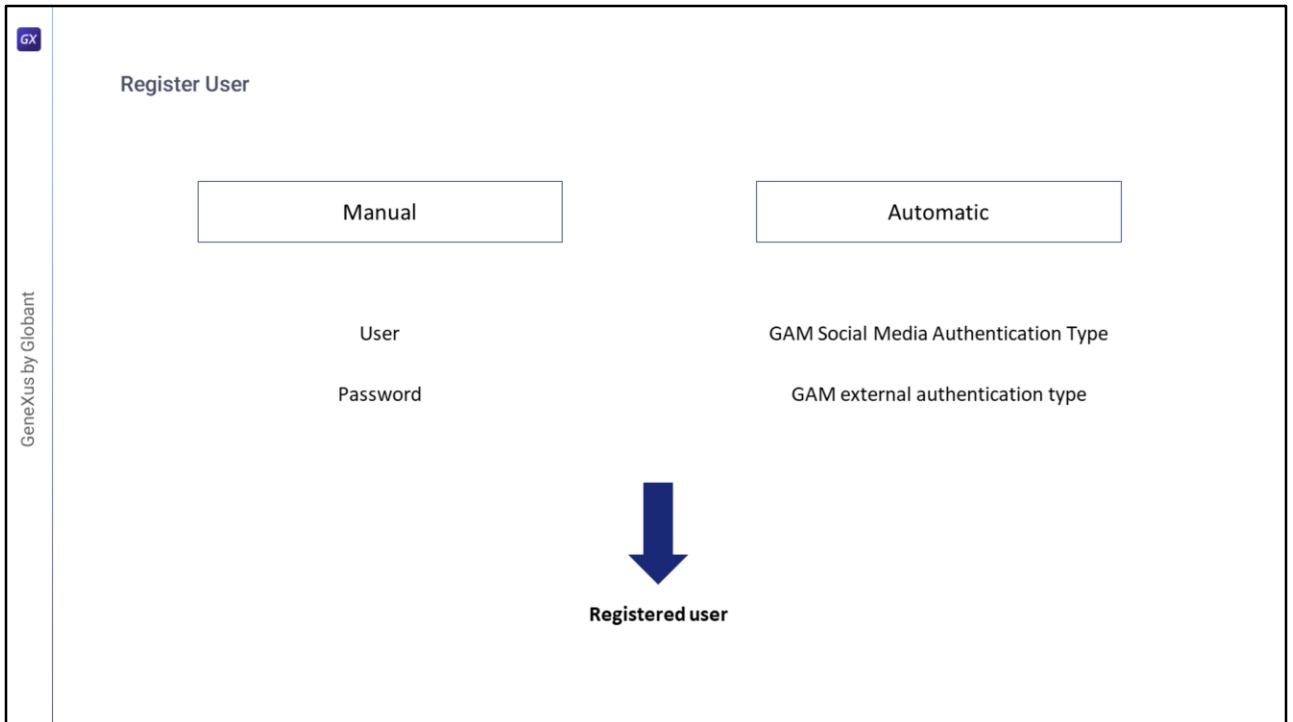 GX
Register User
Manual
Automatic
User
GAM Social Media Authentication Type
Password
GAM external authentication type
Registered user
GeneXus by Globant